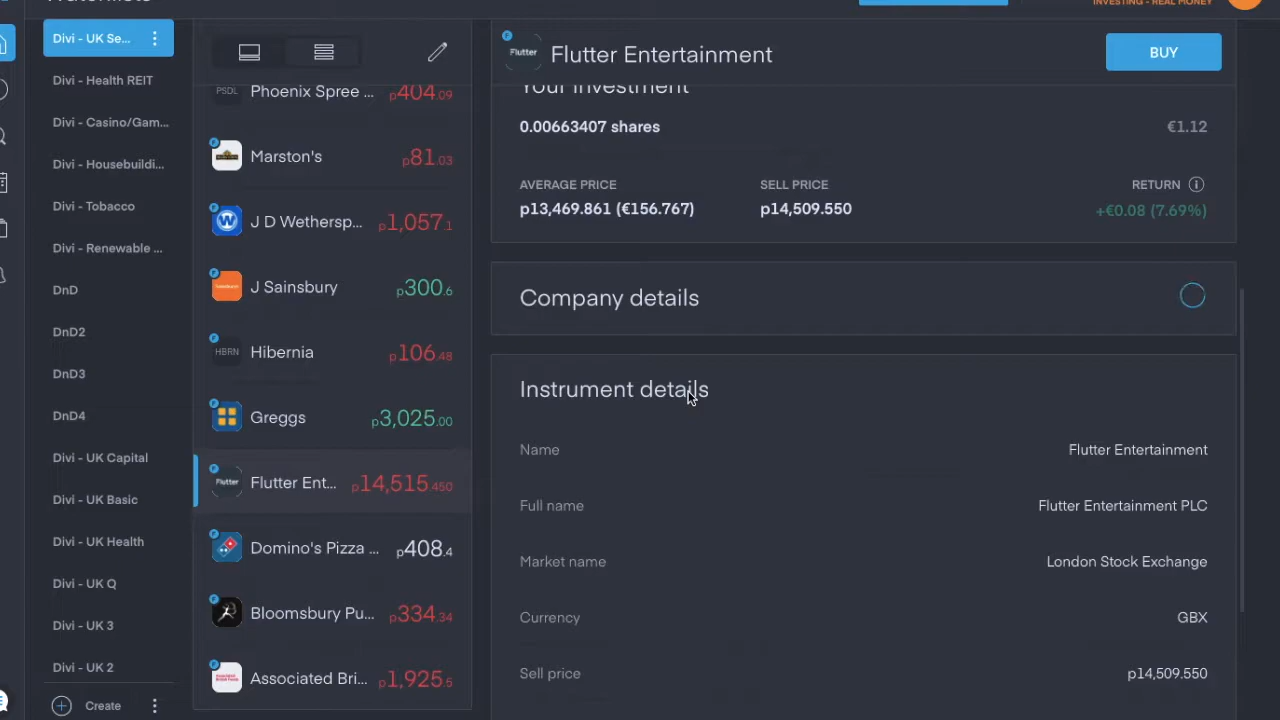 Watchlists
INVESTING - REAL MONEY
Divi - UK Se...
Divi - Health REIT
Divi - Casino/Gam...
Divi - Housebuildi...
Divi - Tobacco
Divi - Renewable ...
DnD
DnD2
DnD3
DnD4
Divi - UK Capital
Divi - UK Basic
Divi - UK Health
Divi - UK Q
Divi - UK 3
Divi - UK 2
Create
PSDL Phoenix Spree ... p404.09
Marston's p81.03
J D Wethersp... p1,057.1
J Sainsbury p300.6
HBRN Hibernia p106.48
Greggs p3,025.00
Flutter Flutter Ent... p14,515.450
Domino's Pizza ... p408.4
Bloomsbury Pu... p334.34
Associated Bri... p1,925.5
Flutter Flutter Entertainment BUY
Your investment
0.00663407 shares €1.12
AVERAGE PRICE SELL PRICE RETURN
p13,469.861 (€156.767) p14,509.550 +€0.08 (7.69%)
Company details
Instrument details
Name Flutter Entertainment
Full name Flutter Entertainment PLC
Market name London Stock Exchange
Currency GBX
Sell price p14,509.550